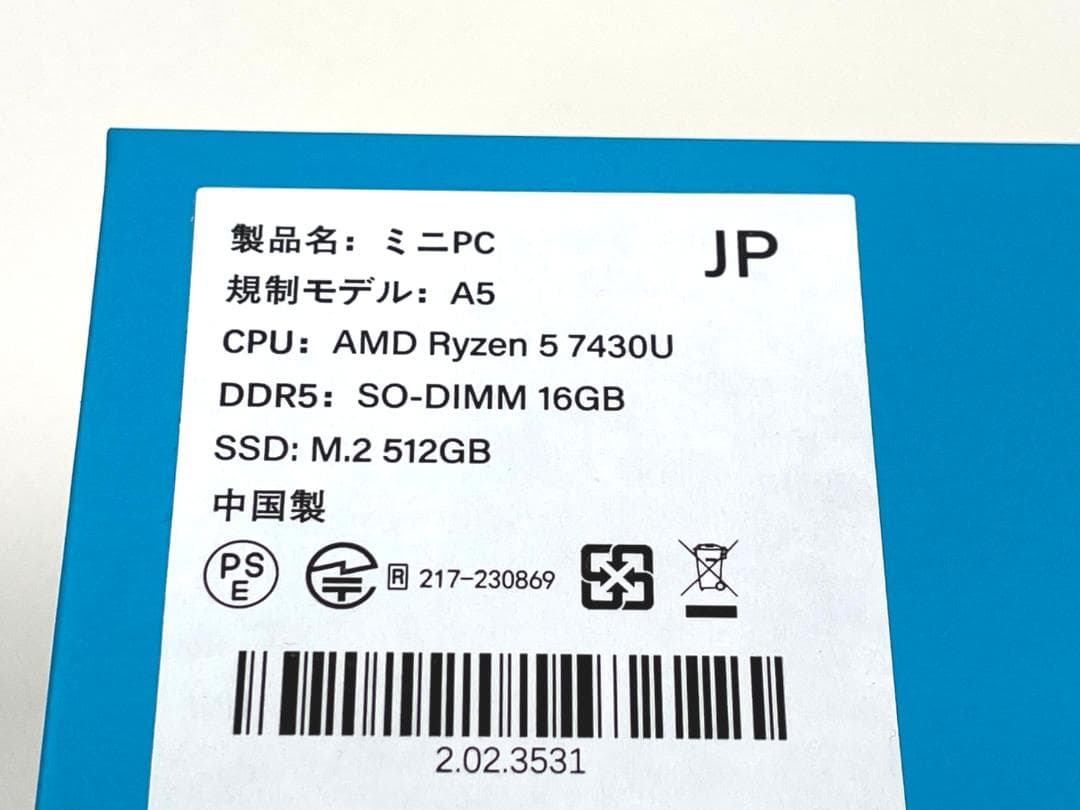 製品名：ミニPC
JP
規制モデル：A5
CPU：AMD Ryzen 5 7430U
DDR5：SO-DIMM 16GB
SSD: M.2 512GB
中国製
PSE
R 217-230869
2.02.3531